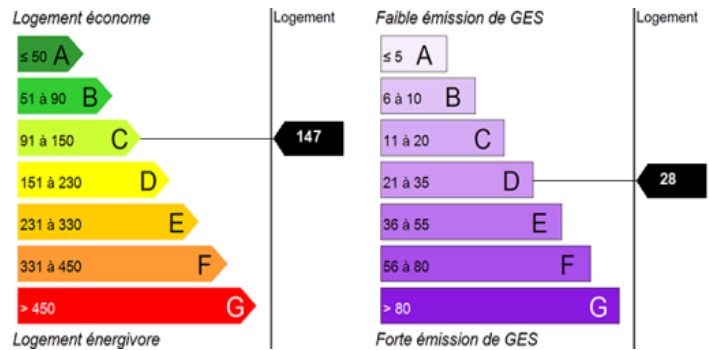 Logement économe
Logement
≤ 50 A
51 à 90 B
91 à 150 C
147
151 à 230 D
231 à 330 E
331 à 450 F
> 450 G
Logement énergivore
Faible émission de GES
Logement
≤ 5 A
6 à 10 B
11 à 20 C
21 à 35 D
28
36 à 55 E
56 à 80 F
> 80 G
Forte émission de GES